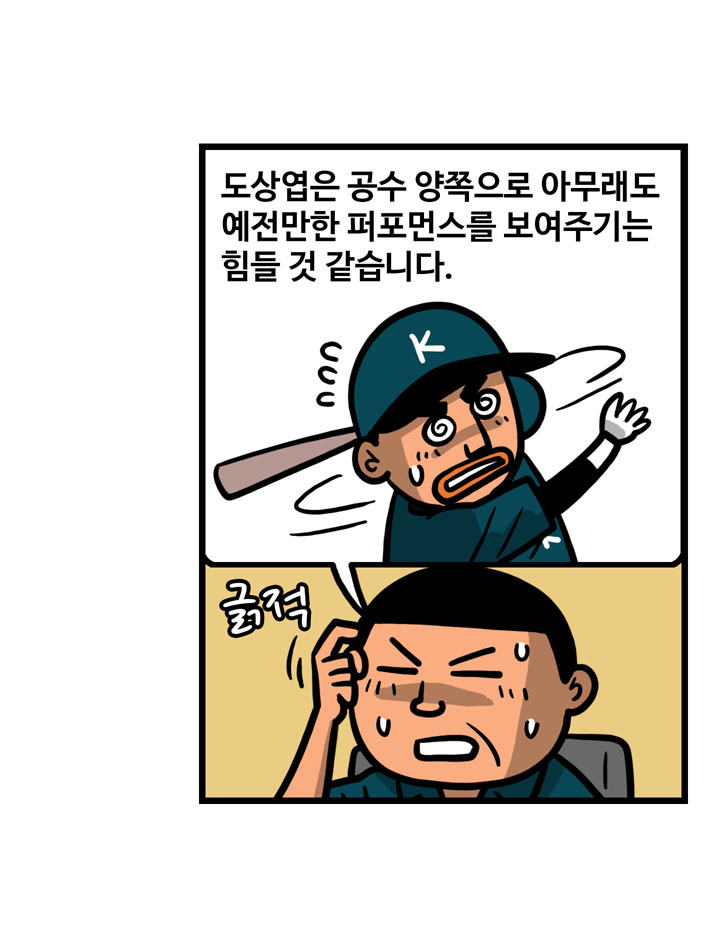 도상엽은 공수 양쪽으로 아무래도
예전만한 퍼포먼스를 보여주기는
힘들 것 같습니다.
K
K
긁적